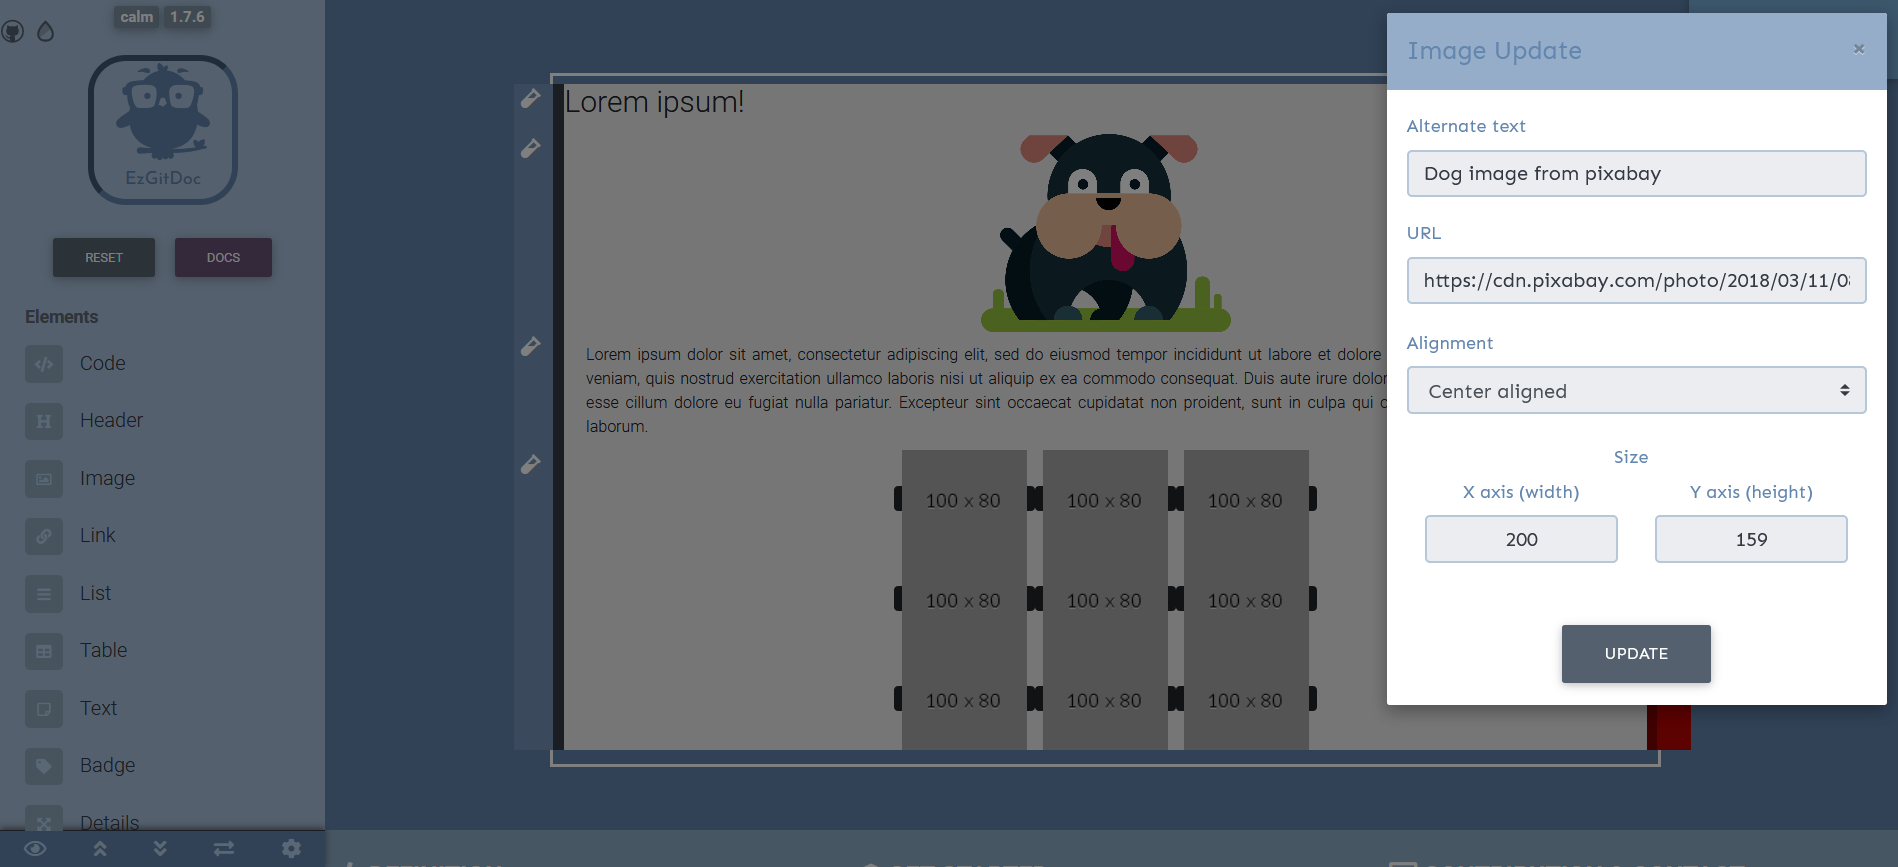 calm 1.7.6
EzGitDoc
RESET DOCS
Elements
Code
Header
Image
Link
List
Table
Text
Badge
Details
Lorem ipsum!
Lorem ipsum dolor sit amet, consectetur adipiscing elit, sed do eiusmod tempor incididunt ut labore et dolore
veniam, quis nostrud exercitation ullamco laboris nisi ut aliquip ex ea commodo consequat. Duis aute irure dolor
esse cillum dolore eu fugiat nulla pariatur. Excepteur sint occaecat cupidatat non proident, sunt in culpa qui
laborum.
100 x 80 100 x 80 100 x 80
100 x 80 100 x 80 100 x 80
100 x 80 100 x 80 100 x 80
Image Update ×
Alternate text
Dog image from pixabay
URL
https://cdn.pixabay.com/photo/2018/03/11/0
Alignment
Center aligned
Size
X axis (width) Y axis (height)
200 159
UPDATE